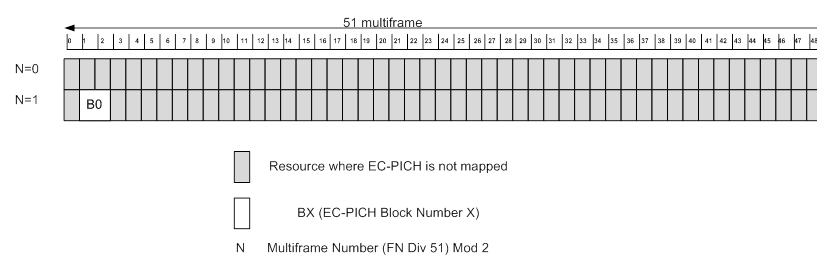 51 multiframe
0 1 2 3 4 5 6 7 8 9 10 11 12 13 14 15 16 17 18 19 20 21 22 23 24 25 26 27 28 29 30 31 32 33 34 35 36 37 38 39 40 41 42 43 44 45 46 47 48
N=0
N=1 B0
Resource where EC-PICH is not mapped
BX (EC-PICH Block Number X)
N Multiframe Number (FN Div 51) Mod 2